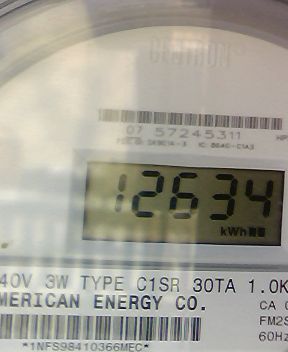 07 57245311
12634
kWh
40V 3W TYPE C1SR 30TA 1.0K
MERICAN ENERGY CO.
CA
FM2S
60Hz
*1NFS98410366MEC*